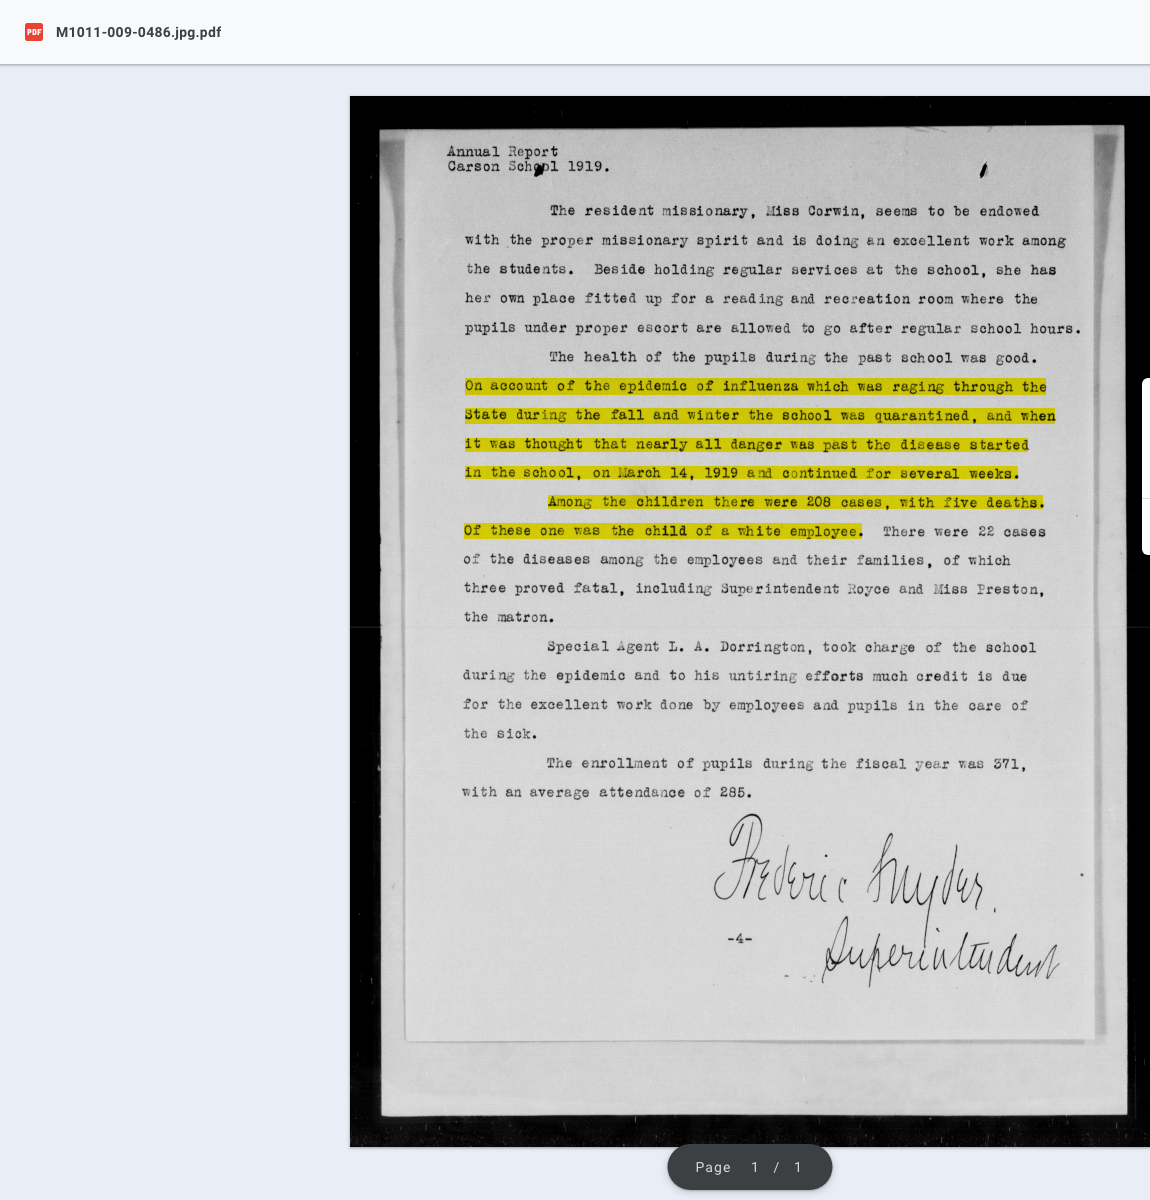 M1011-009-0486.jpg.pdf
Annual Report
Carson School 1919.
The resident missionary, Miss Corwin, seems to be endowed
with the proper missionary spirit and is doing an excellent work among
the students. Beside holding regular services at the school, she has
her own place fitted up for a reading and recreation room where the
pupils under proper escort are allowed to go after regular school hours.
The health of the pupils during the past school was good.
On account of the epidemic of influenza which was raging through the
State during the fall and winter the school was quarantined, and when
it was thought that nearly all danger was past the disease started
in the school, on March 14, 1919 and continued for several weeks.
Among the children there were 208 cases, with five deaths.
Of these one was the child of a white employee. There were 22 cases
of the diseases among the employees and their families, of which
three proved fatal, including Superintendent Royce and Miss Preston,
the matron.
Special Agent L. A. Dorrington, took charge of the school
during the epidemic and to his untiring efforts much credit is due
for the excellent work done by employees and pupils in the care of
the sick.
The enrollment of pupils during the fiscal year was 371,
with an average attendance of 285.
Frederic Snyder.
Superintendent
-4-
Page 1 / 1